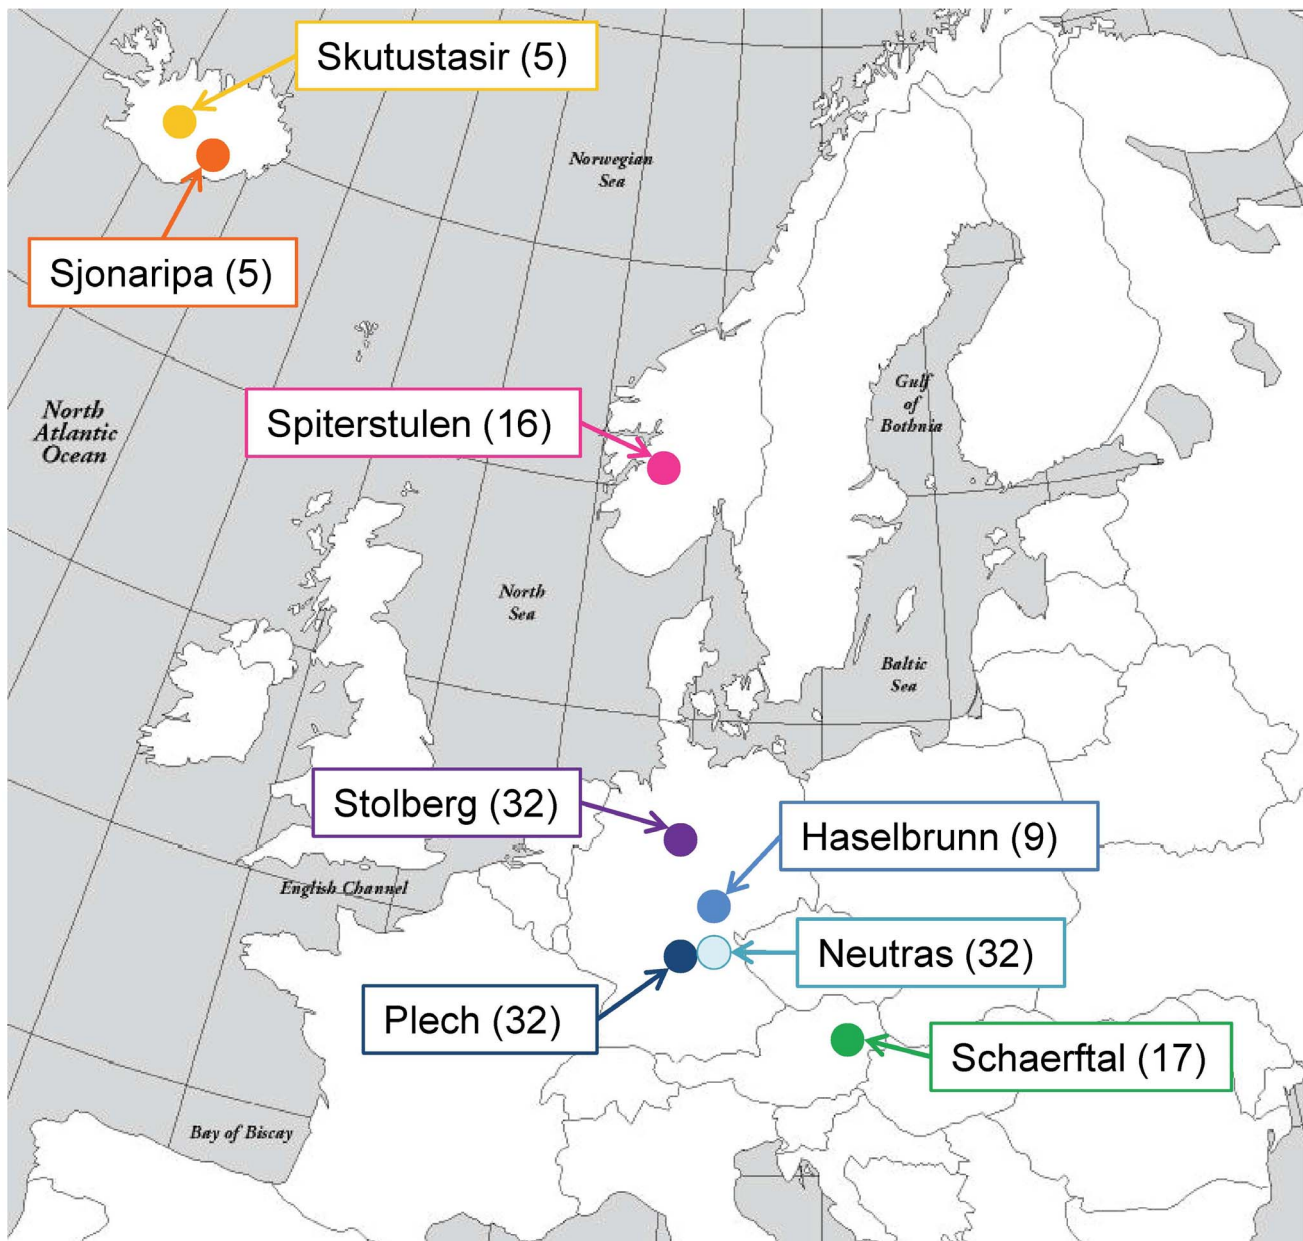 Skutustasir (5)
Norwegian
Sea
Sjonaripa (5)
North
Atlantic
Ocean
Spiterstulen (16)
Gulf
of
Bothnia
North
Sea
Baltic
Sea
Stolberg (32)
Haselbrunn (9)
English Channel
Neutras (32)
Plech (32)
Schaerftal (17)
Bay of Biscay